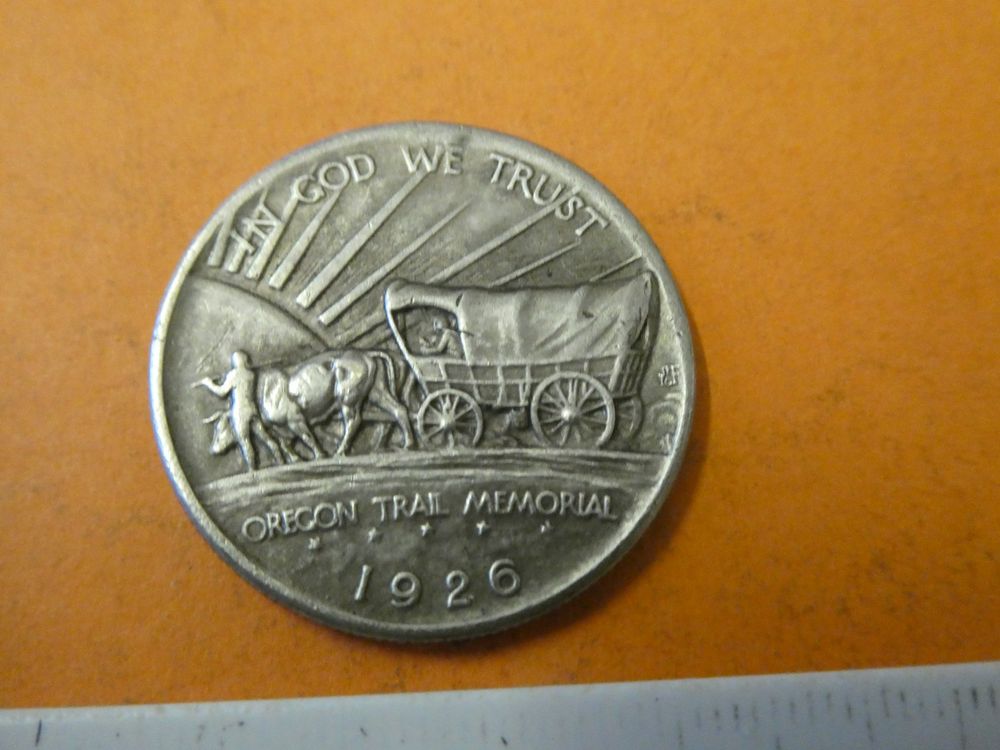 IN GOD WE TRUST
OREGON TRAIL MEMORIAL
1926